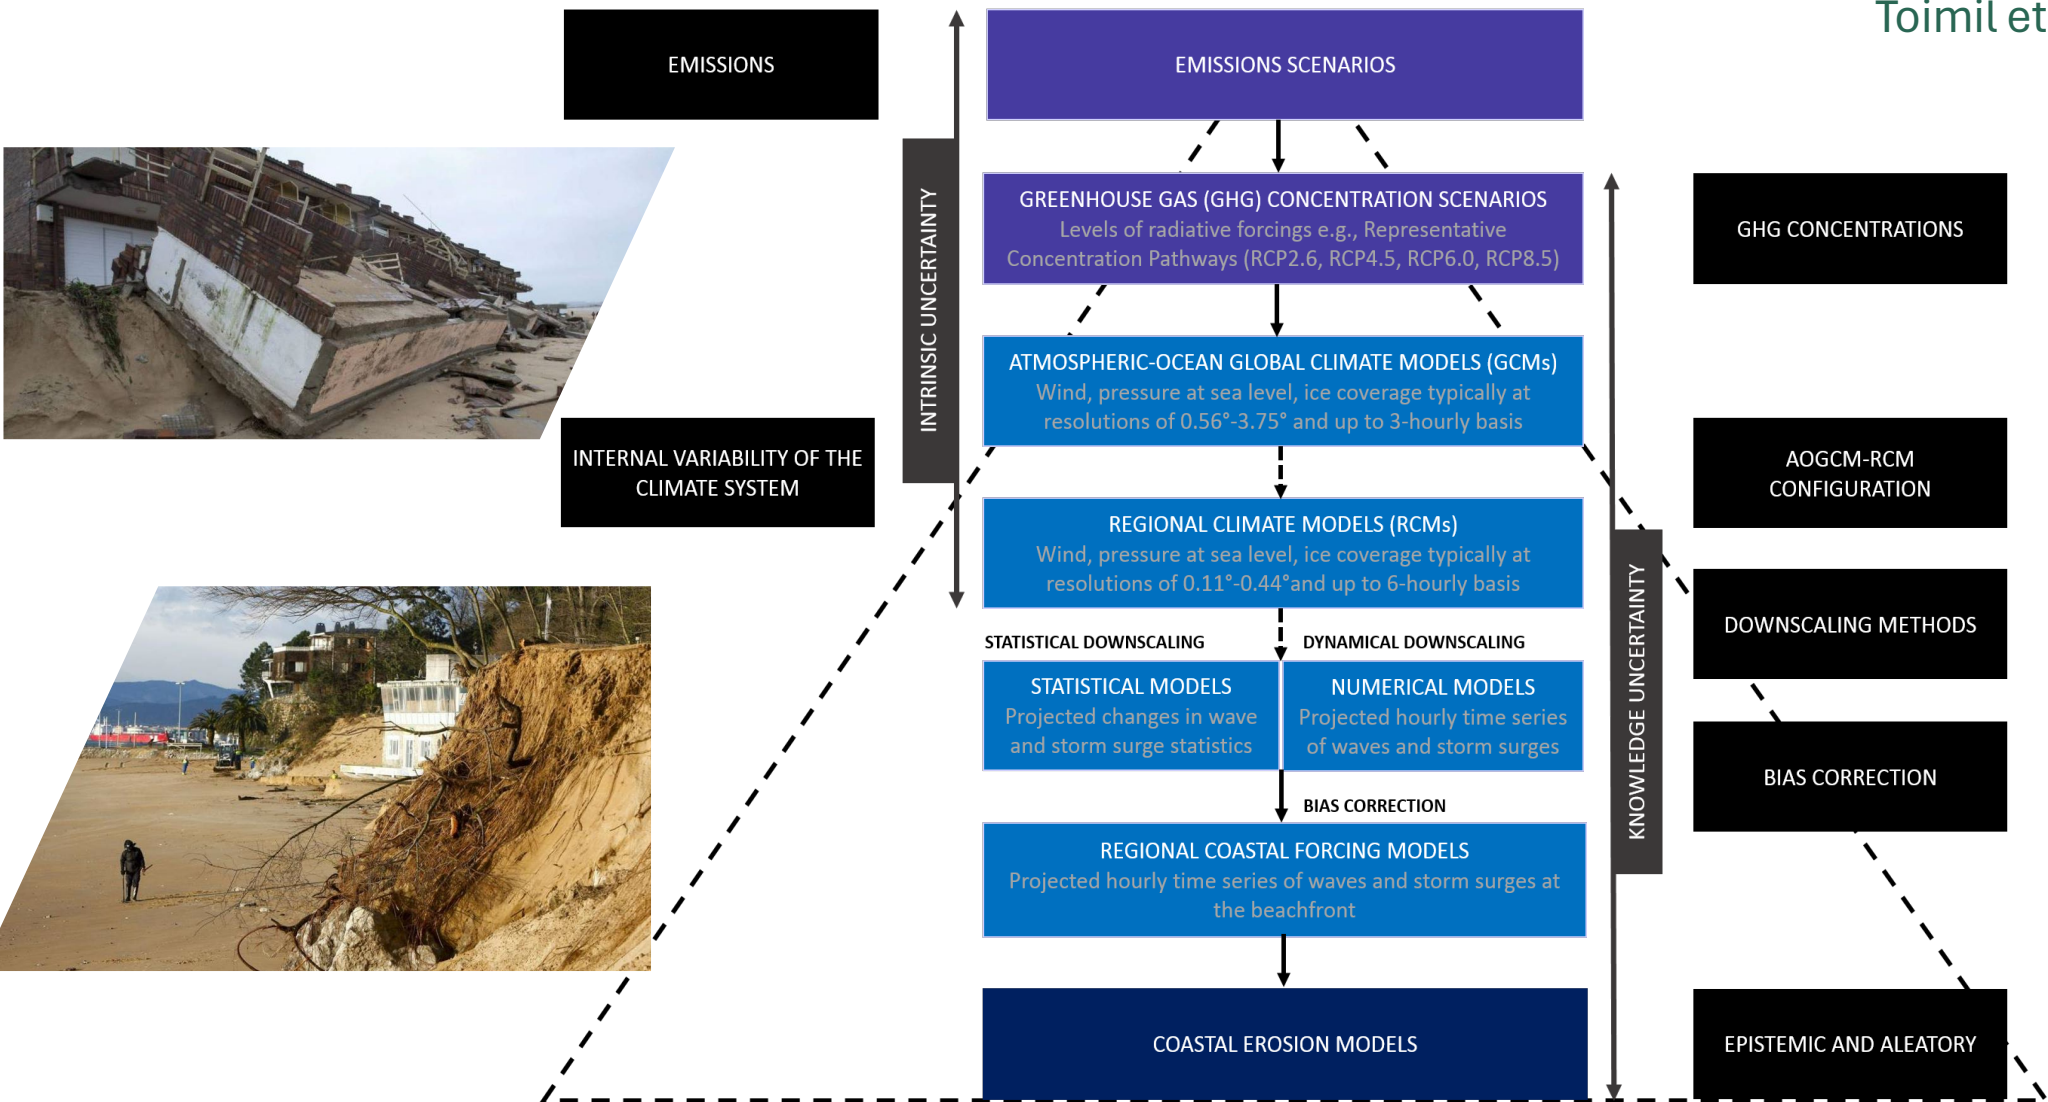 Toimil et
EMISSIONS
EMISSIONS SCENARIOS
INTRINSIC UNCERTAINTY
GREENHOUSE GAS (GHG) CONCENTRATION SCENARIOS
Levels of radiative forcings e.g., Representative
Concentration Pathways (RCP2.6, RCP4.5, RCP6.0, RCP8.5)
GHG CONCENTRATIONS
ATMOSPHERIC-OCEAN GLOBAL CLIMATE MODELS (GCMs)
Wind, pressure at sea level, ice coverage typically at
resolutions of 0.56°-3.75° and up to 3-hourly basis
INTERNAL VARIABILITY OF THE
CLIMATE SYSTEM
AOGCM-RCM
CONFIGURATION
REGIONAL CLIMATE MODELS (RCMs)
Wind, pressure at sea level, ice coverage typically at
resolutions of 0.11°-0.44°and up to 6-hourly basis
KNOWLEDGE UNCERTAINTY
DOWNSCALING METHODS
STATISTICAL DOWNSCALING
DYNAMICAL DOWNSCALING
STATISTICAL MODELS
Projected changes in wave
and storm surge statistics
NUMERICAL MODELS
Projected hourly time series
of waves and storm surges
BIAS CORRECTION
BIAS CORRECTION
REGIONAL COASTAL FORCING MODELS
Projected hourly time series of waves and storm surges at
the beachfront
COASTAL EROSION MODELS
EPISTEMIC AND ALEATORY